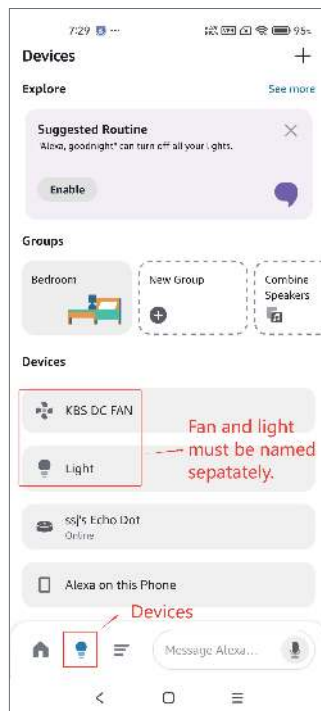 7:29 ...
95%
Devices
Explore
See more
Suggested Routine
"Alexa, goodnight" can turn off all your lights.
Enable
Groups
Bedroom
New Group
Combine
Speakers
Devices
KBS DC FAN
Fan and light
must be named
sepatately.
Light
ssj's Echo Dot
Online
Alexa on this Phone
Devices
Message Alexa...